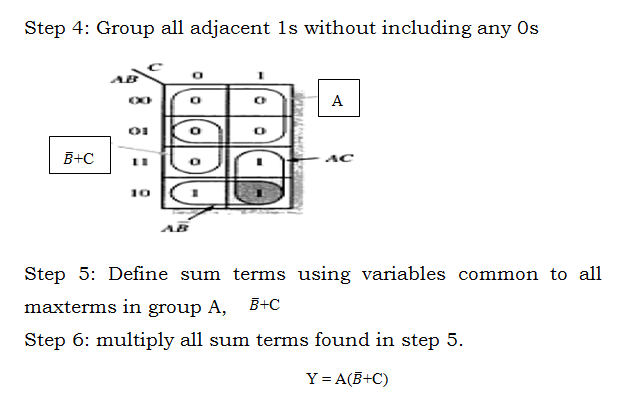 Step 4: Group all adjacent 1s without including any 0s
C
AB
0 1
00 0 0
A
01 0 0
B̅+C
11 0 1
AC
10 1 1
AB̅
Step 5: Define sum terms using variables common to all
maxterms in group A, B̅+C
Step 6: multiply all sum terms found in step 5.
Y = A(B̅+C)